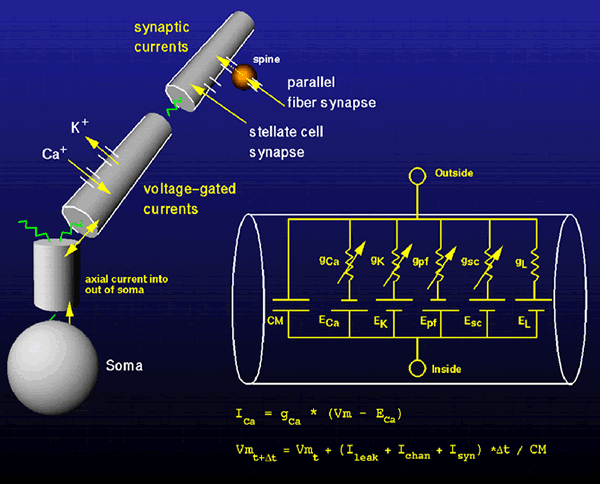 synaptic
currents
spine
parallel
fiber synapse
stellate cell
synapse
K+
Ca+
voltage-gated
currents
axial current into
out of soma
Soma
Outside
gCa gK gpf gsc gL
CM ECa EK Epf Esc EL
Inside
ICa = gCa * (Vm - ECa)
Vmt+Δt = Vmt + (Ileak + Ichan + Isyn) *Δt / CM